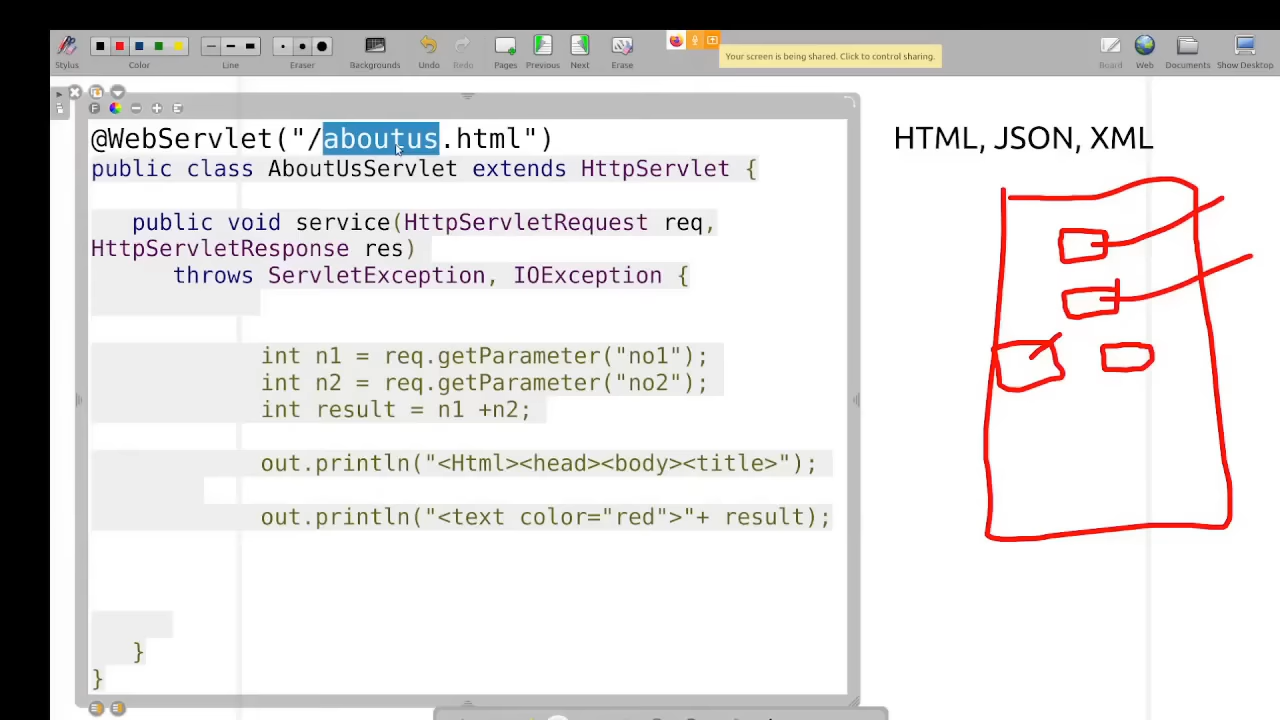 Your screen is being shared. Click to control sharing.
Stylus
Color
Line
Eraser
Backgrounds
Undo
Redo
Pages
Previous
Next
Erase
Board
Web
Documents
Show Desktop
@WebServlet("/aboutus.html")
public class AboutUsServlet extends HttpServlet {
public void service(HttpServletRequest req,
HttpServletResponse res)
throws ServletException, IOException {
int n1 = req.getParameter("no1");
int n2 = req.getParameter("no2");
int result = n1 +n2;
out.println("<Html><head><body><title>");
out.println("<text color="red">"+ result);
}
}
HTML, JSON, XML